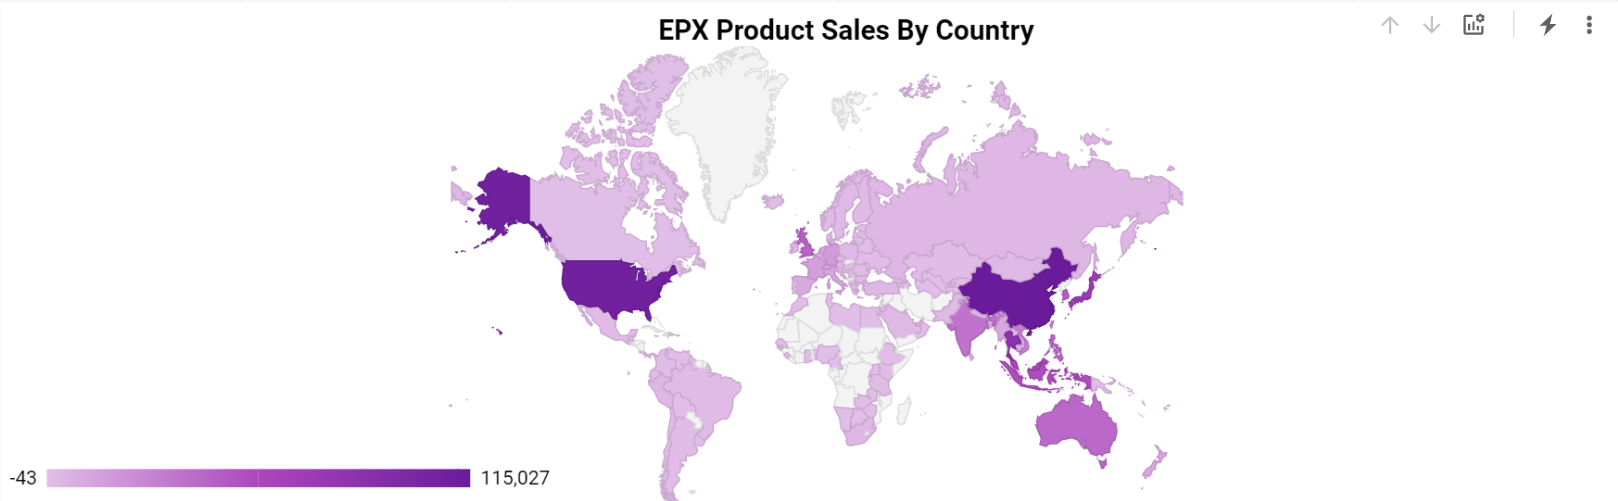 EPX Product Sales By Country
-43
115,027